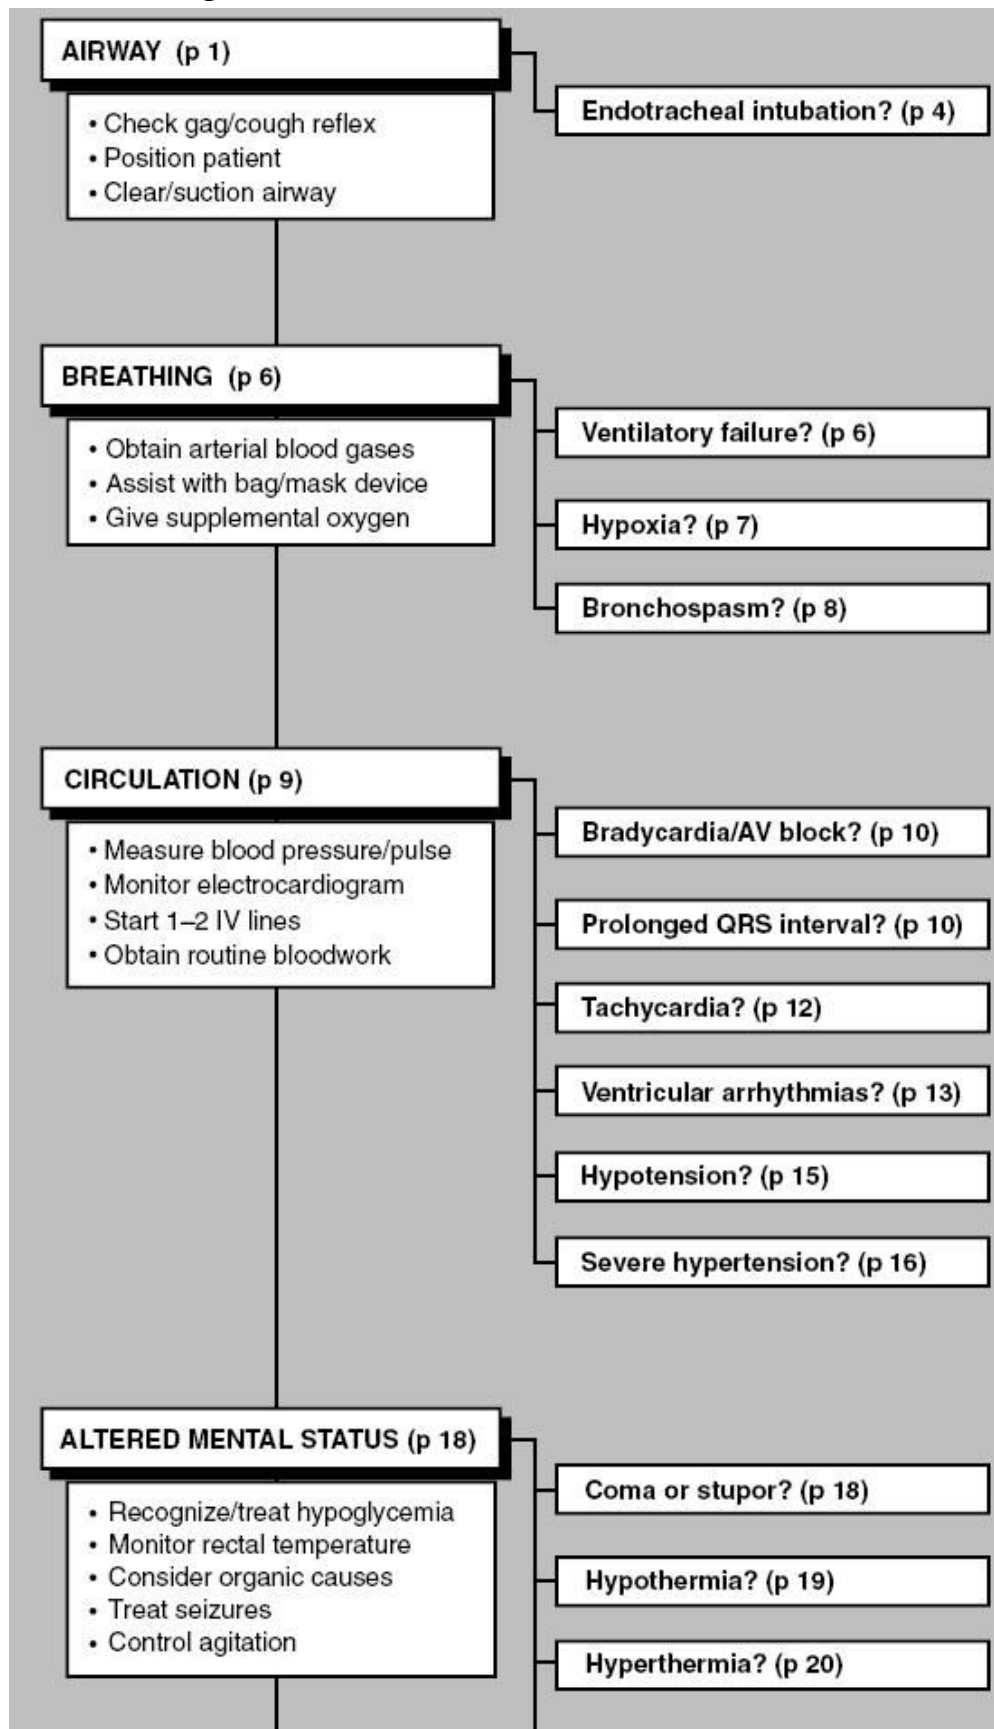 AIRWAY (p 1)
• Check gag/cough reflex
• Position patient
• Clear/suction airway
Endotracheal intubation? (p 4)
BREATHING (p 6)
• Obtain arterial blood gases
• Assist with bag/mask device
• Give supplemental oxygen
Ventilatory failure? (p 6)
Hypoxia? (p 7)
Bronchospasm? (p 8)
CIRCULATION (p 9)
• Measure blood pressure/pulse
• Monitor electrocardiogram
• Start 1–2 IV lines
• Obtain routine bloodwork
Bradycardia/AV block? (p 10)
Prolonged QRS interval? (p 10)
Tachycardia? (p 12)
Ventricular arrhythmias? (p 13)
Hypotension? (p 15)
Severe hypertension? (p 16)
ALTERED MENTAL STATUS (p 18)
• Recognize/treat hypoglycemia
• Monitor rectal temperature
• Consider organic causes
• Treat seizures
• Control agitation
Coma or stupor? (p 18)
Hypothermia? (p 19)
Hyperthermia? (p 20)